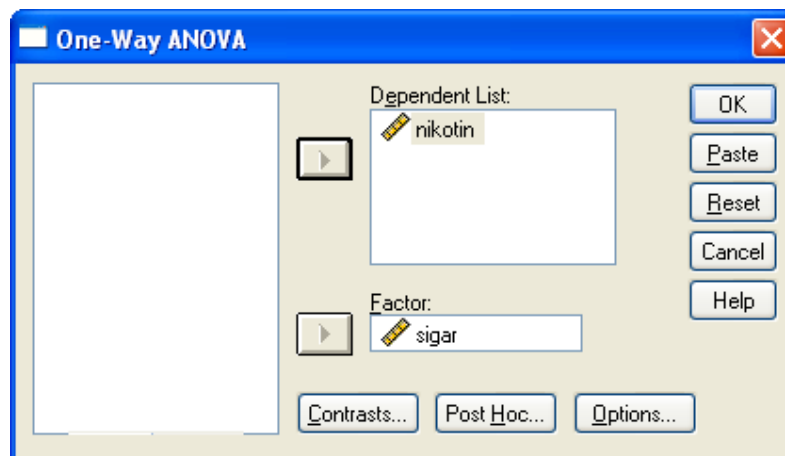 One-Way ANOVA
Dependent List:
nikotin
Factor:
sigar
OK
Paste
Reset
Cancel
Help
Contrasts... Post Hoc... Options...